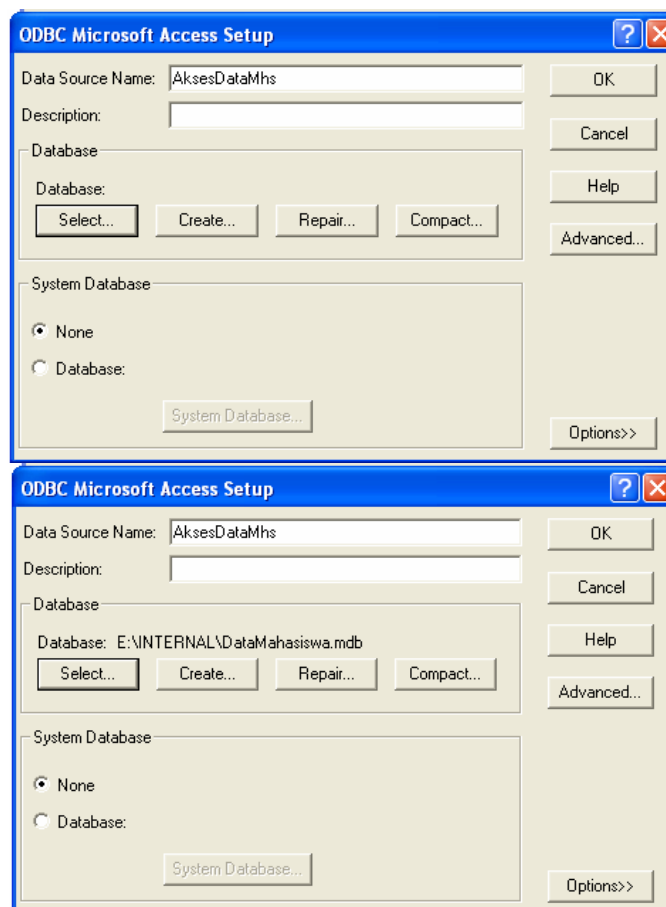 ODBC Microsoft Access Setup
Data Source Name: AksesDataMhs OK
Description:
Cancel
Database
Database: Help
Select... Create... Repair... Compact...
Advanced...
System Database
None
Database:
System Database...
Options>>
ODBC Microsoft Access Setup
Data Source Name: AksesDataMhs OK
Description:
Cancel
Database
Database: E:\INTERNAL\DataMahasiswa.mdb Help
Select... Create... Repair... Compact...
Advanced...
System Database
None
Database:
System Database...
Options>>